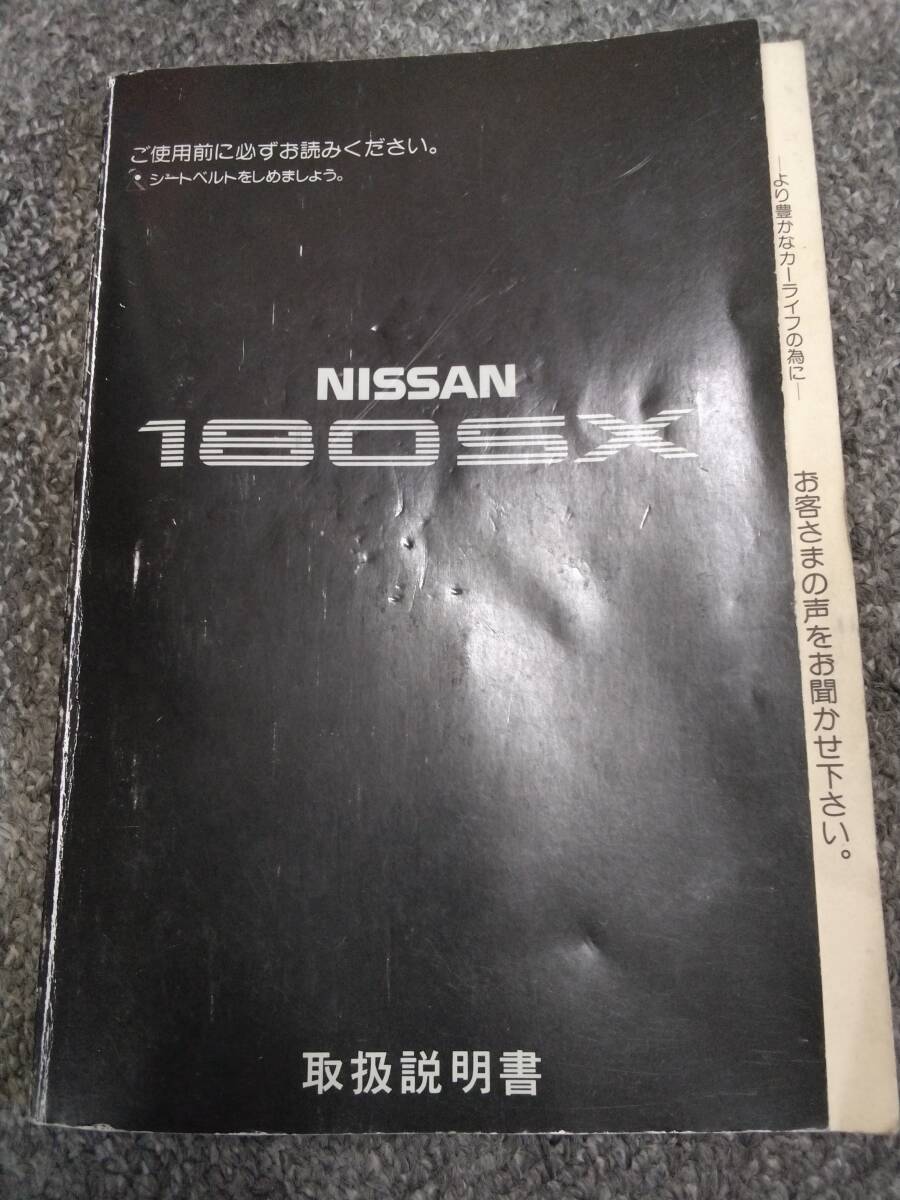 ご使用前に必ずお読みください。
シートベルトをしめましょう。
NISSAN
180SX
取扱説明書
―より豊かなカーライフの為に―
お客さまの声をお聞かせ下さい。